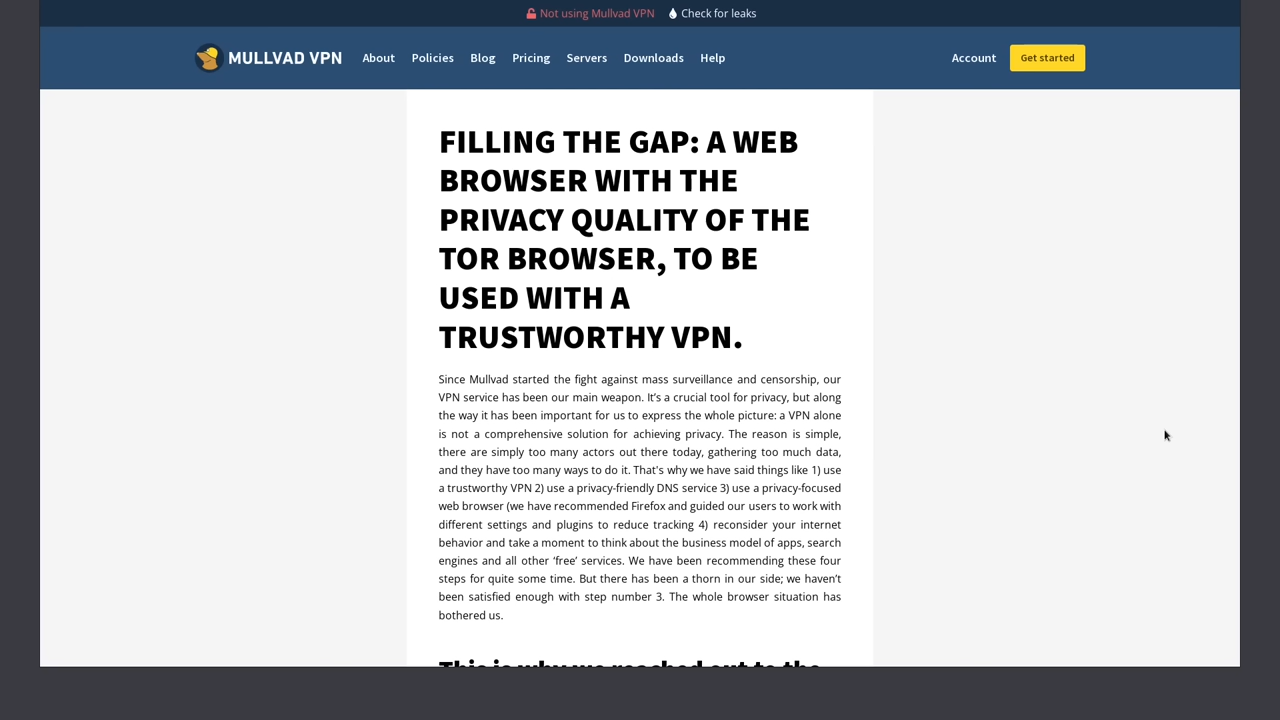 Not using Mullvad VPN Check for leaks
MULLVAD VPN About Policies Blog Pricing Servers Downloads Help Account Get started
FILLING THE GAP: A WEB
BROWSER WITH THE
PRIVACY QUALITY OF THE
TOR BROWSER, TO BE
USED WITH A
TRUSTWORTHY VPN.
Since Mullvad started the fight against mass surveillance and censorship, our
VPN service has been our main weapon. It’s a crucial tool for privacy, but along
the way it has been important for us to express the whole picture: a VPN alone
is not a comprehensive solution for achieving privacy. The reason is simple,
there are simply too many actors out there today, gathering too much data,
and they have too many ways to do it. That's why we have said things like 1) use
a trustworthy VPN 2) use a privacy-friendly DNS service 3) use a privacy-focused
web browser (we have recommended Firefox and guided our users to work with
different settings and plugins to reduce tracking 4) reconsider your internet
behavior and take a moment to think about the business model of apps, search
engines and all other ‘free’ services. We have been recommending these four
steps for quite some time. But there has been a thorn in our side; we haven’t
been satisfied enough with step number 3. The whole browser situation has
bothered us.
This is why we reached out to the